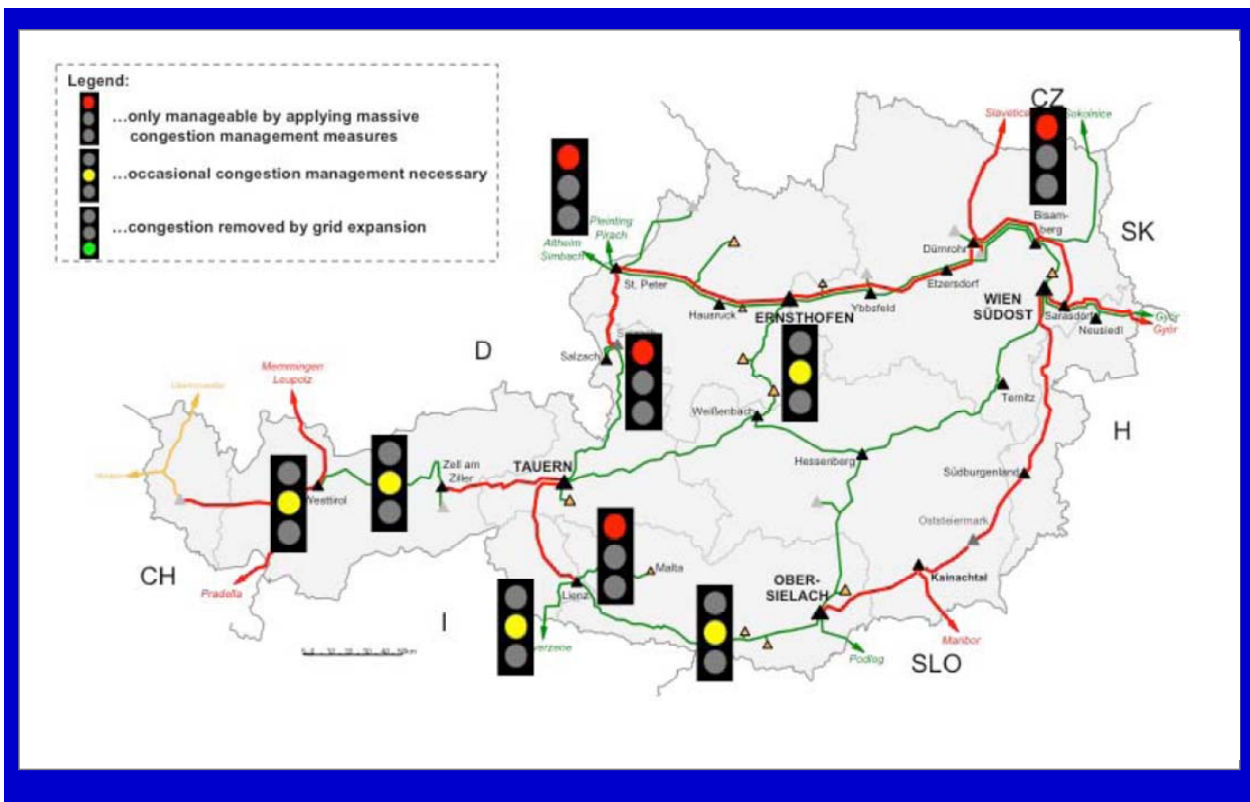 Legend:
...only manageable by applying massive
congestion management measures
...occasional congestion management necessary
...congestion removed by grid expansion
CZ
Slavetice
Sokolnice
Bisam-
berg
SK
Pleinting
Pirach
Altheim
Simbach
St. Peter
Dürnrohr
Etzersdorf
WIEN
SÜDOST
Hausruck
ERNSTHOFEN
Ybbsfeld
Sarasdorf
Györ
Györ
Neusiedl
D
Salzach
Memmingen
Leupolz
Ternitz
Weißenbach
H
Hessenberg
Südburgenland
Zell am
Ziller
TAUERN
Westtirol
Oststeiermark
CH
Pradella
Malta
Lienz
OBER-
SIELACH
Kainachtal
I
Maribor
Podlog
SLO